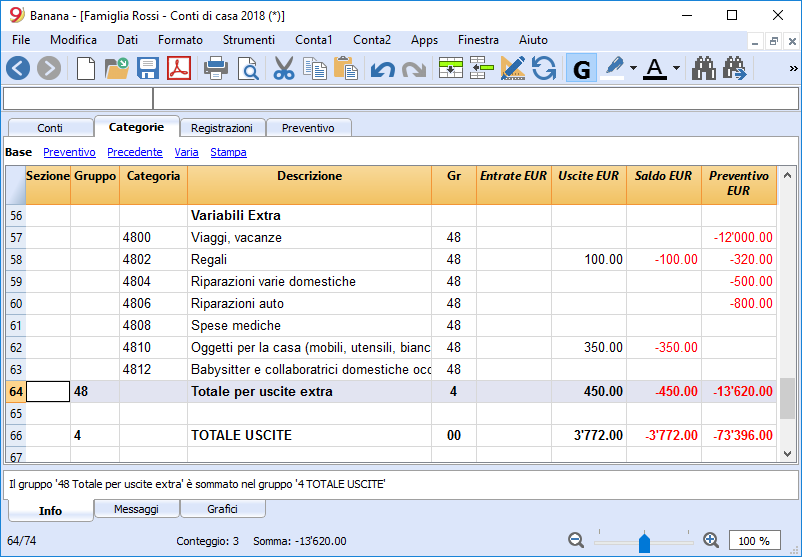 Banana - [Famiglia Rossi - Conti di casa 2018 (*)]
File Modifica Dati Formato Strumenti Conta1 Conta2 Apps Finestra Aiuto
G A »
Conti Categorie Registrazioni Preventivo
Base Preventivo Precedente Varia Stampa
Sezione Gruppo Categoria Descrizione Gr Entrate EUR Uscite EUR Saldo EUR Preventivo
EUR
56 Variabili Extra
57 4800 Viaggi, vacanze 48 -12'000.00
58 4802 Regali 48 100.00 -100.00 -320.00
59 4804 Riparazioni varie domestiche 48 -500.00
60 4806 Riparazioni auto 48 -800.00
61 4808 Spese mediche 48
62 4810 Oggetti per la casa (mobili, utensili, bianc 48 350.00 -350.00
63 4812 Babysitter e collaboratrici domestiche occ 48
64 48 Totale per uscite extra 4 450.00 -450.00 -13'620.00
65
66 4 TOTALE USCITE 00 3'772.00 -3'772.00 -73'396.00
67
Il gruppo '48 Totale per uscite extra' è sommato nel gruppo '4 TOTALE USCITE'
Info Messaggi Grafici
64/74 Conteggio: 3 Somma: -13'620.00 100 %